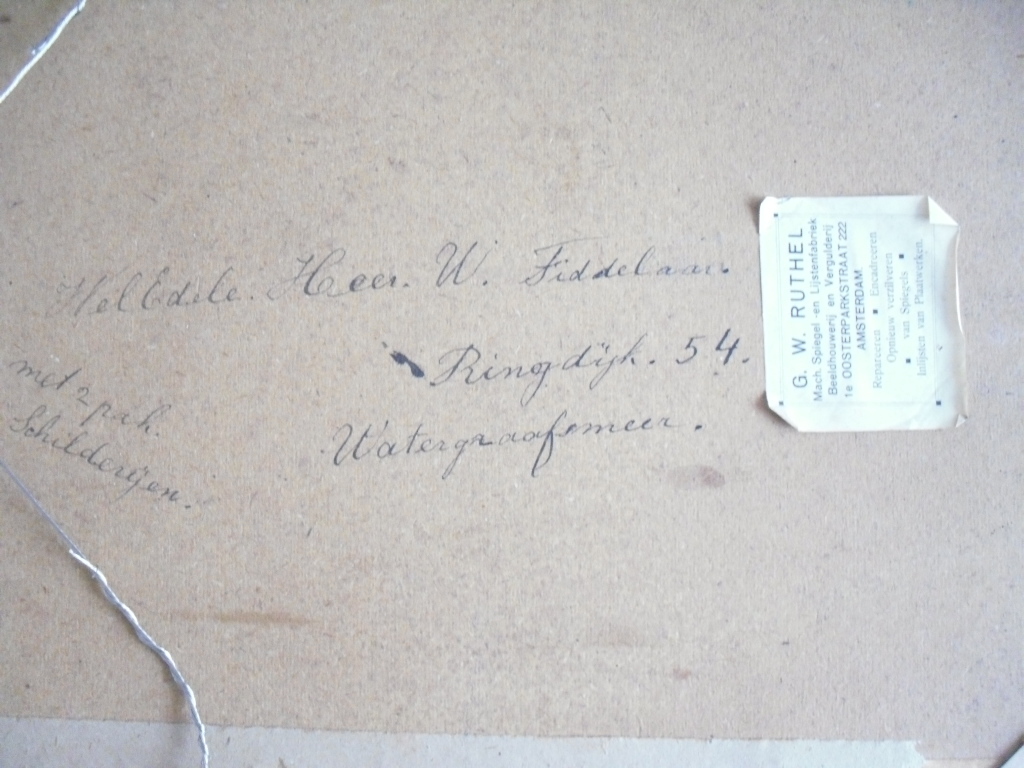 WelEdele. Heer. W. Fiddelaar.
Ringdijk. 54.
Watergraafsmeer.
met 2 pak.
Schilderijen.
G. W. RUTHEL
Mach. Spiegel -en Lijstenfabriek
Beeldhouwerij en Vergulderij
1e OOSTERPARKSTRAAT 222
AMSTERDAM
Repareeren ■ Encadreeren
Opnieuw verzilveren
■ van Spiegels ■
Inlijsten van Plaatwerken.